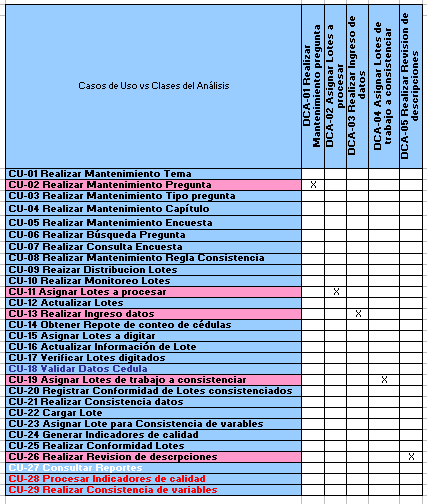 Casos de Uso vs Clases del Análisis
DCA-01 Realizar
Mantenimiento pregunta
DCA-02 Asignar Lotes a
procesar
DCA-03 Realizar Ingreso de
datos
DCA-04 Asignar Lotes de
trabajo a consistenciar
DCA-05 Realizar Revision de
descripciones
CU-01 Realizar Mantenimiento Tema
CU-02 Realizar Mantenimiento Pregunta X
CU-03 Realizar Mantenimiento Tipo pregunta
CU-04 Realizar Mantenimiento Capítulo
CU-05 Realizar Mantenimiento Encuesta
CU-06 Realizar Búsqueda Pregunta
CU-07 Realizar Consulta Encuesta
CU-08 Realizar Mantenimiento Regla Consistencia
CU-09 Realizar Distribucion Lotes
CU-10 Realizar Monitoreo Lotes
CU-11 Asignar Lotes a procesar X
CU-12 Actualizar Lotes
CU-13 Realizar Ingreso datos X
CU-14 Obtener Repote de conteo de cédulas
CU-15 Asignar Lotes a digitar
CU-16 Actualizar Información de Lote
CU-17 Verificar Lotes digitados
CU-18 Validar Datos Cedula
CU-19 Asignar Lotes de trabajo a consistenciar X
CU-20 Registrar Conformidad de Lotes consistenciados
CU-21 Realizar Consistencia datos
CU-22 Cargar Lote
CU-23 Asignar Lote para Consistencia de varables
CU-24 Generar Indicadores de calidad
CU-25 Realizar Conformidad Lotes
CU-26 Realizar Revision de descrpciones X
CU-27 Consultar Reportes
CU-28 Procesar Indicadores de calidad
CU-29 Realizar Consistencia de variables